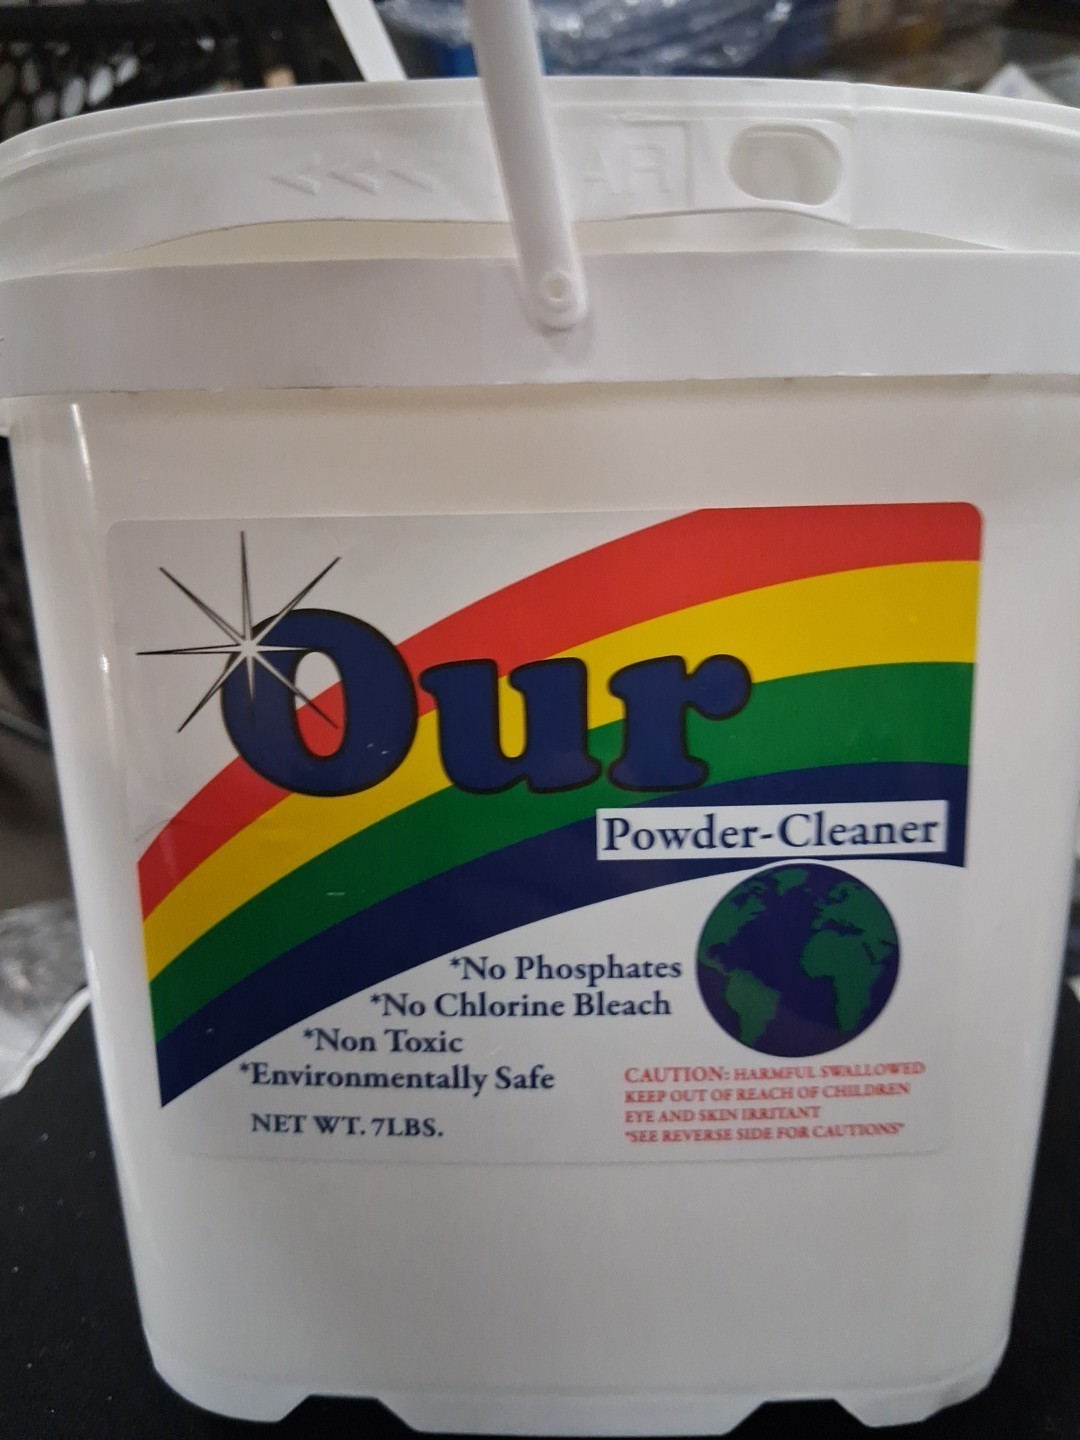 Our
Powder-Cleaner
*No Phosphates
*No Chlorine Bleach
*Non Toxic
*Environmentally Safe
NET WT. 7LBS.
CAUTION: HARMFUL SWALLOWED
KEEP OUT OF REACH OF CHILDREN
EYE AND SKIN IRRITANT
*SEE REVERSE SIDE FOR CAUTIONS*